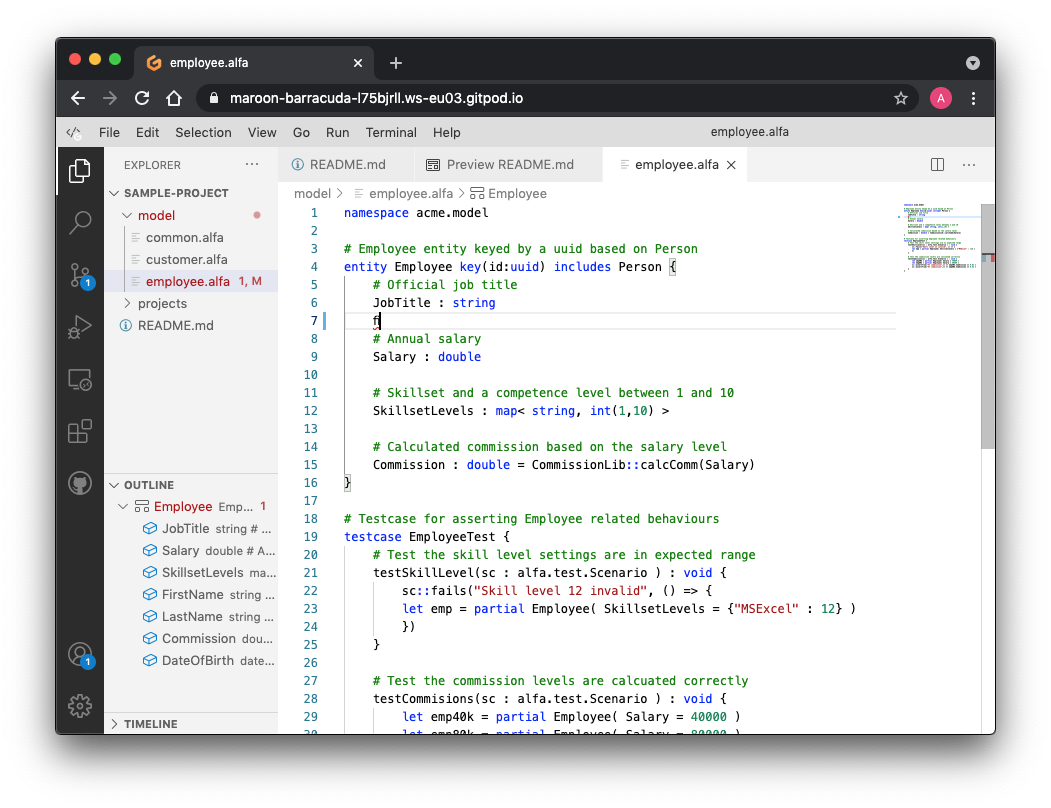 employee.alfa
maroon-barracuda-l75bjrll.ws-eu03.gitpod.io
A
File Edit Selection View Go Run Terminal Help
employee.alfa
EXPLORER
SAMPLE-PROJECT
model
common.alfa
customer.alfa
employee.alfa 1, M
projects
README.md
1
OUTLINE
Employee Emp... 1
JobTitle string # ...
Salary double # A...
SkillsetLevels ma...
FirstName string ...
LastName string ...
Commission dou...
DateOfBirth date...
1
TIMELINE
README.md
Preview README.md
employee.alfa
model > employee.alfa > Employee
1 namespace acme.model
2
3 # Employee entity keyed by a uuid based on Person
4 entity Employee key(id:uuid) includes Person {
5 # Official job title
6 JobTitle : string
7 f
8 # Annual salary
9 Salary : double
10
11 # Skillset and a competence level between 1 and 10
12 SkillsetLevels : map< string, int(1,10) >
13
14 # Calculated commission based on the salary level
15 Commission : double = CommissionLib::calcComm(Salary)
16 }
17
18 # Testcase for asserting Employee related behaviours
19 testcase EmployeeTest {
20 # Test the skill level settings are in expected range
21 testSkillLevel(sc : alfa.test.Scenario ) : void {
22 sc::fails("Skill level 12 invalid", () => {
23 let emp = partial Employee( SkillsetLevels = {"MSExcel" : 12} )
24 })
25 }
26
27 # Test the commission levels are calcuated correctly
28 testCommisions(sc : alfa.test.Scenario ) : void {
29 let emp40k = partial Employee( Salary = 40000 )
30 let emp80k = partial Employee( Salary = 80000 )